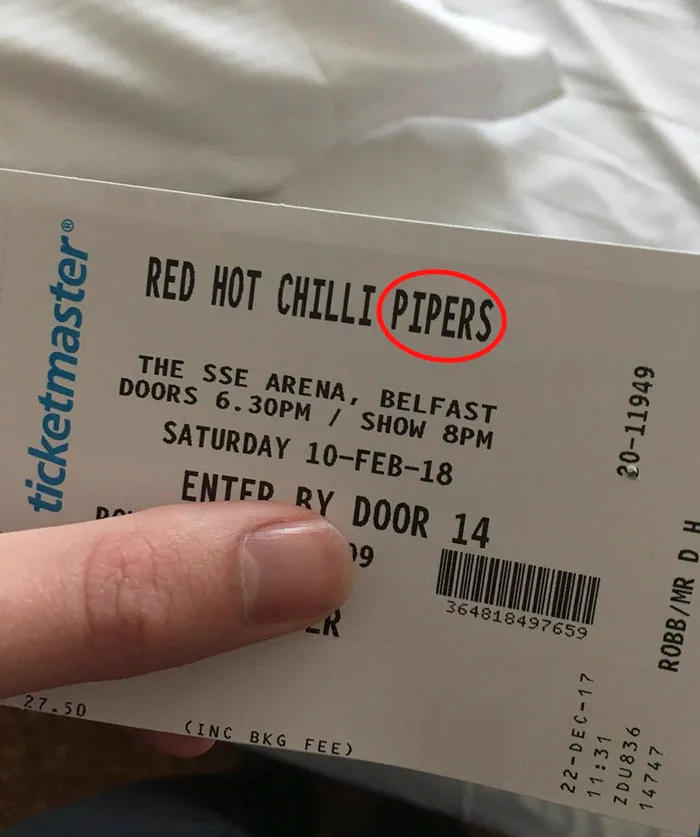 ticketmaster®
RED HOT CHILLI PIPERS
THE SSE ARENA, BELFAST
DOORS 6.30PM / SHOW 8PM
SATURDAY 10-FEB-18
ENTER BY DOOR 14
364818497659
27.50
(INC BKG FEE)
20-11949
ROBB/MR D H
22-DEC-17
11:31
ZDU836
14747